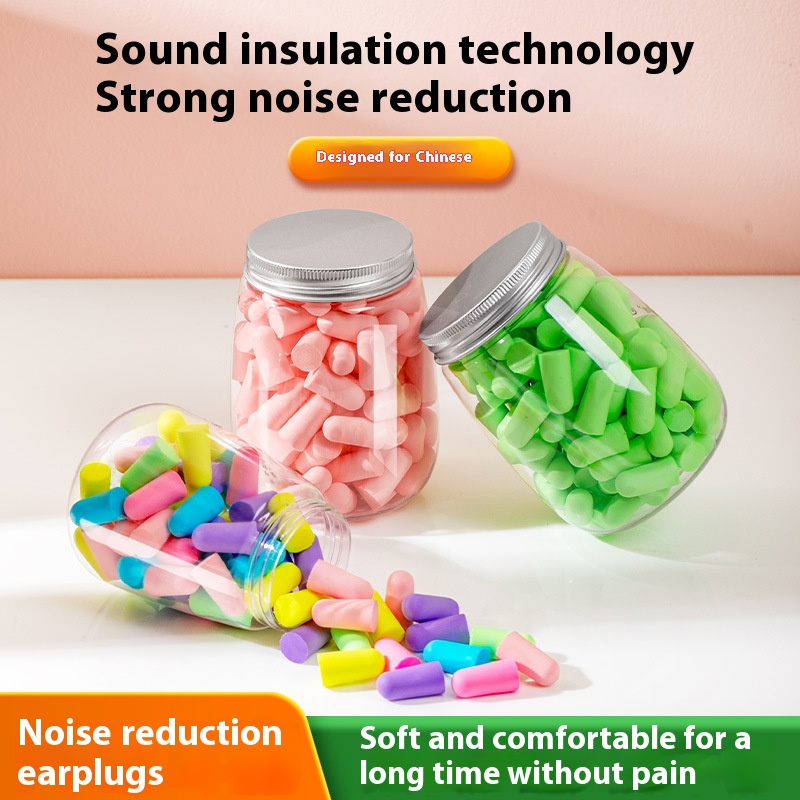 Sound insulation technology
Strong noise reduction
Designed for Chinese
Noise reduction
earplugs
Soft and comfortable for a
long time without pain